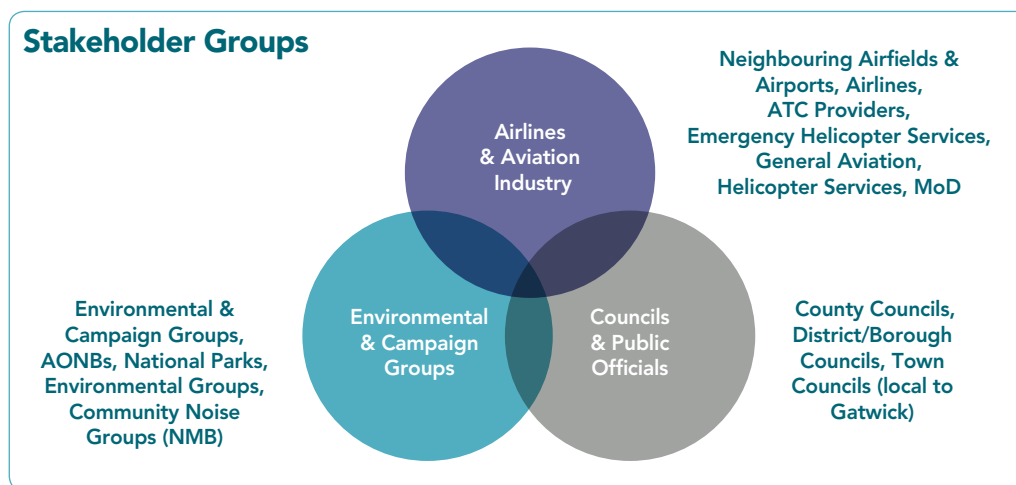 Stakeholder Groups
Neighbouring Airfields &
Airports, Airlines,
ATC Providers,
Emergency Helicopter Services,
General Aviation,
Helicopter Services, MoD
Airlines
& Aviation
Industry
Environmental &
Campaign Groups,
AONBs, National Parks,
Environmental Groups,
Community Noise
Groups (NMB)
Environmental
& Campaign
Groups
Councils
& Public
Officials
County Councils,
District/Borough
Councils, Town
Councils (local to
Gatwick)